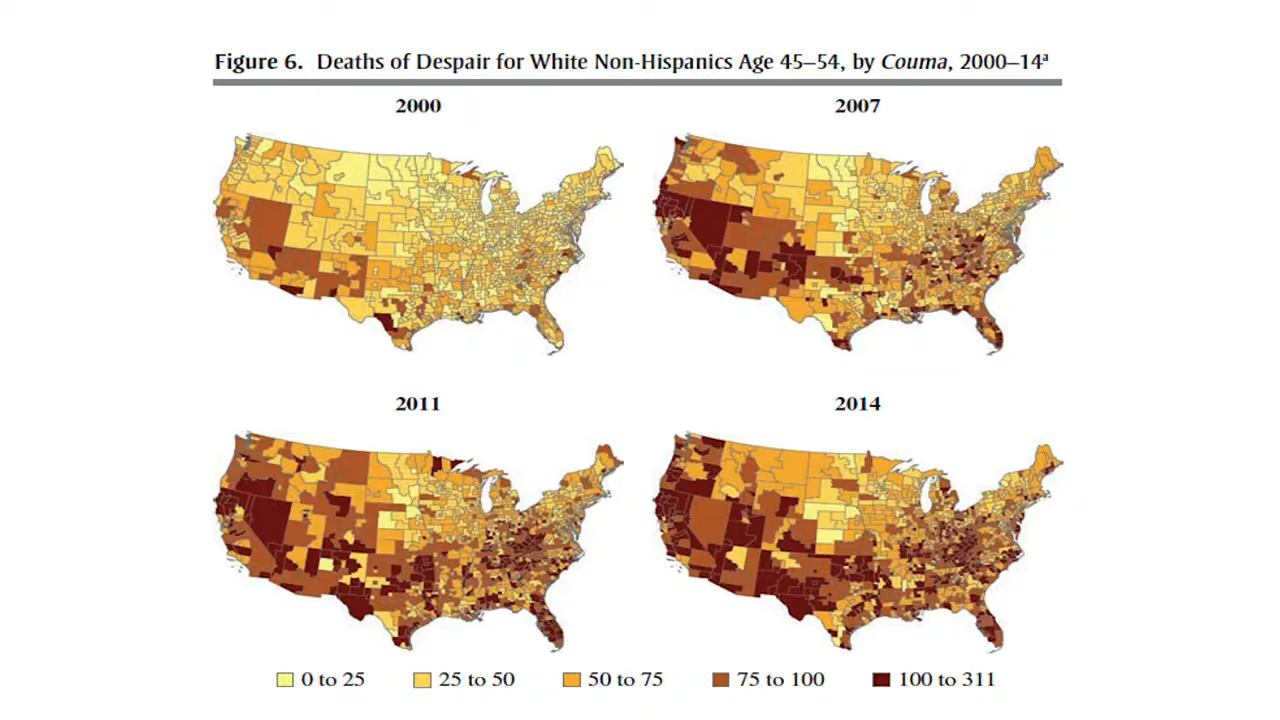 Figure 6. Deaths of Despair for White Non-Hispanics Age 45–54, by Couma, 2000–14ᵃ
2000
2007
2011
2014
0 to 25
25 to 50
50 to 75
75 to 100
100 to 311